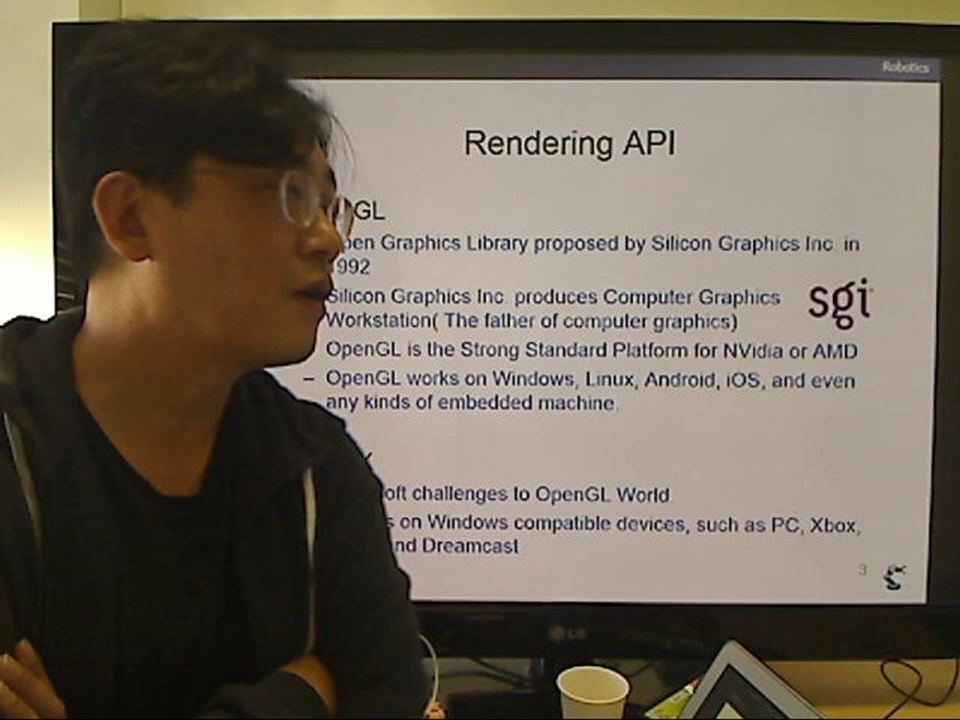 Robotics
Rendering API
GL
pen Graphics Library proposed by Silicon Graphics Inc. in
1992
Silicon Graphics Inc. produces Computer Graphics
Workstation( The father of computer graphics)
sgi
OpenGL is the Strong Standard Platform for NVidia or AMD
– OpenGL works on Windows, Linux, Android, iOS, and even
any kinds of embedded machine.
oft challenges to OpenGL World
s on Windows compatible devices, such as PC, Xbox,
nd Dreamcast
3
LG